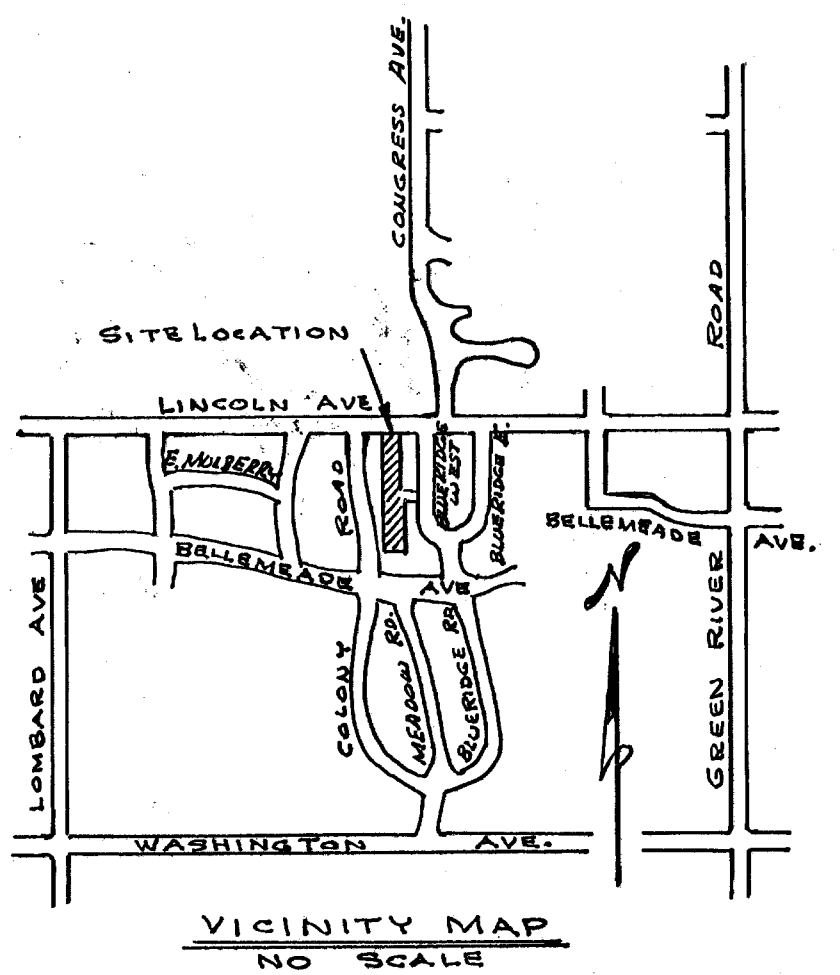 CONGRESS AVE.
ROAD
SITE LOCATION
LINCOLN AVE
E. MULBERRY
ROAD
BLUERIDGE
WEST
BLUERIDGE E.
BELLEMEADE AVE.
BELLEMEADE AVE
N
LOMBARD AVE
COLONY
MEADOW RD.
BLUERIDGE RD
GREEN RIVER
WASHINGTON AVE.
VICINITY MAP
NO SCALE